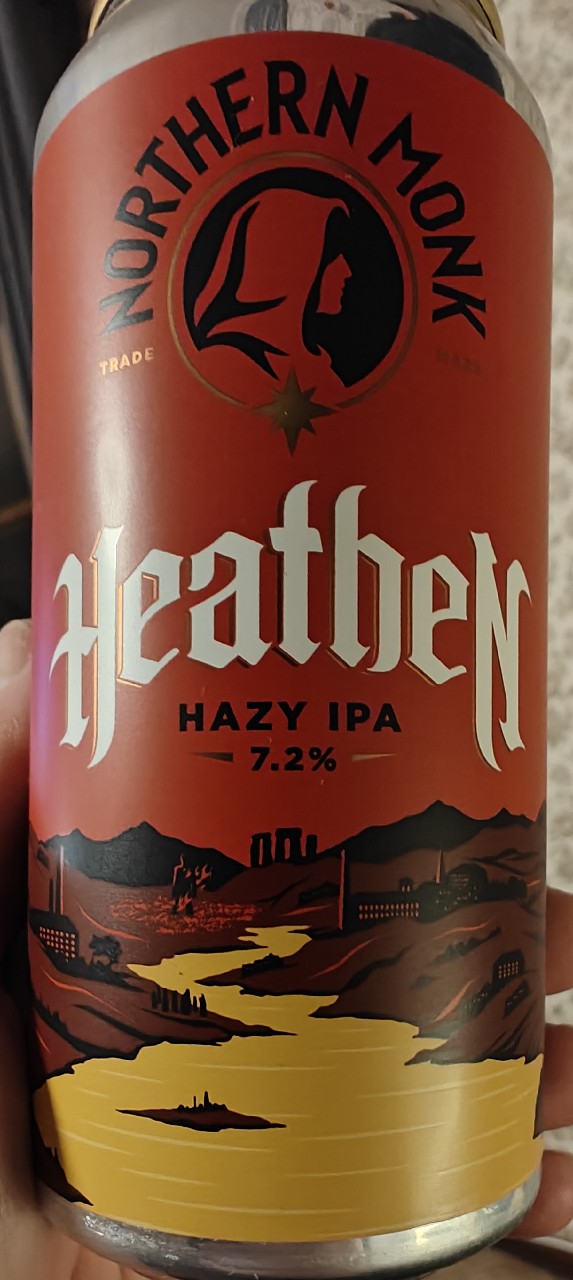 NORTHERN MONK
TRADE MARK
Heathen
HAZY IPA
7.2%